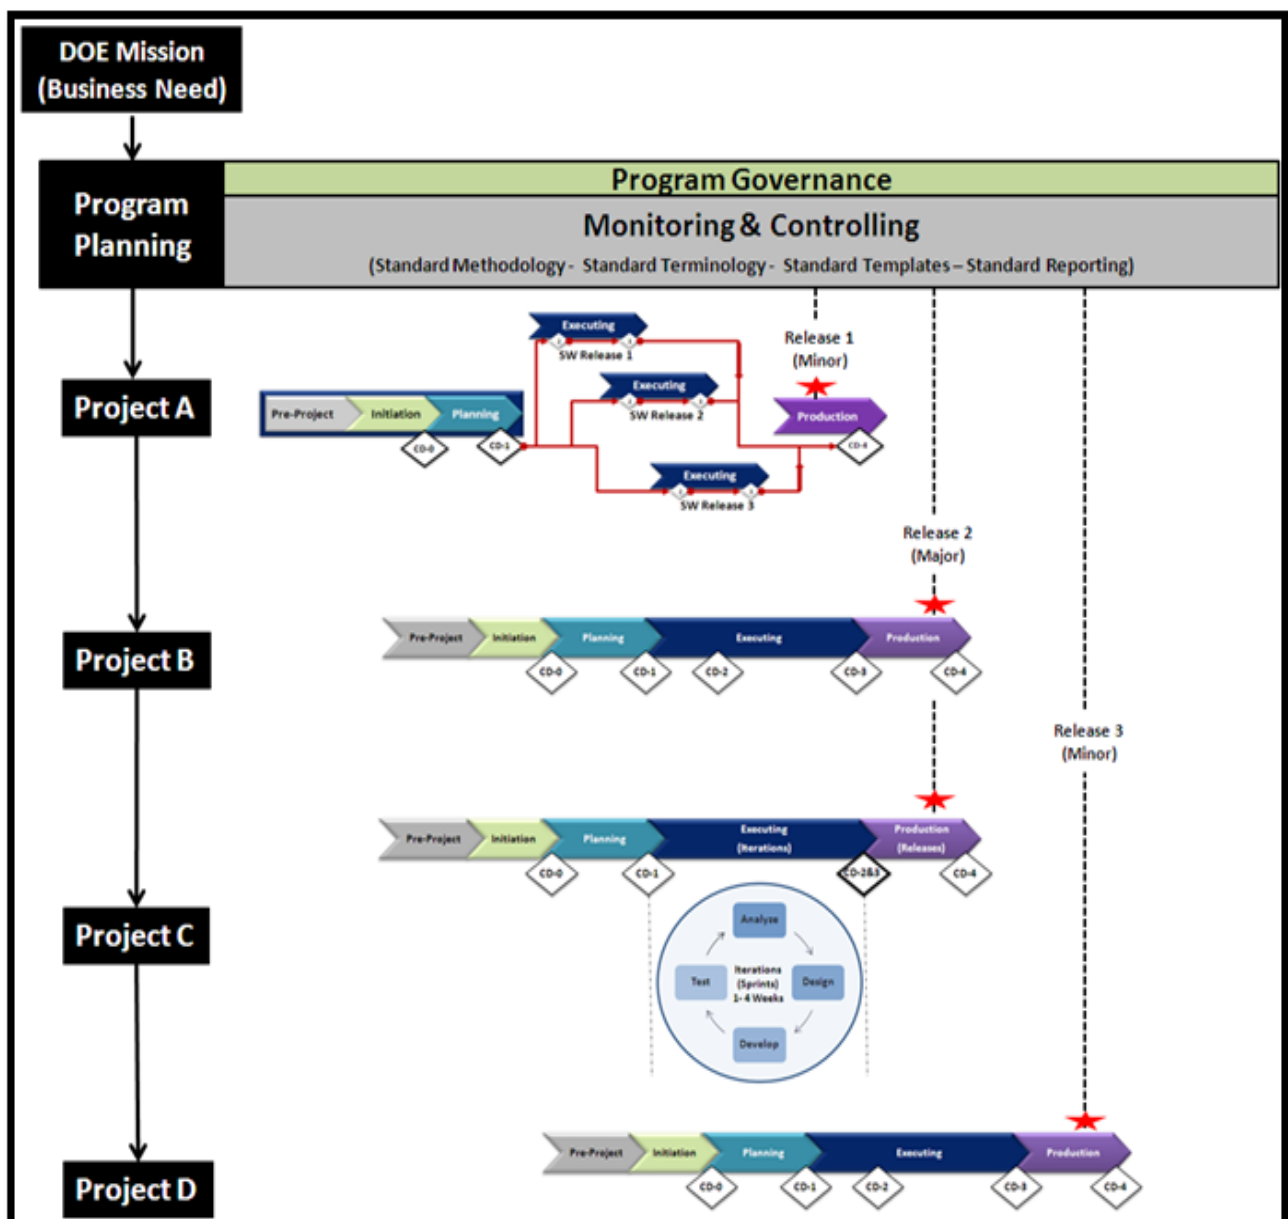 DOE Mission
(Business Need)
Program
Planning
Program Governance
Monitoring & Controlling
(Standard Methodology - Standard Terminology - Standard Templates – Standard Reporting)
Project A
Pre-Project
Initiation
Planning
CD-0
CD-1
Executing
SW Release 1
Executing
SW Release 2
Executing
SW Release 3
Release 1
(Minor)
Production
CD-4
Release 2
(Major)
Project B
Pre-Project
Initiation
Planning
Executing
Production
CD-0
CD-1
CD-2
CD-3
CD-4
Release 3
(Minor)
Project C
Pre-Project
Initiation
Planning
Executing
(Iterations)
Production
(Releases)
CD-0
CD-1
CD-2&3
CD-4
Analyze
Test
Iterations
(Sprints)
1- 4 Weeks
Design
Develop
Project D
Pre-Project
Initiation
Planning
Executing
Production
CD-0
CD-1
CD-2
CD-3
CD-4